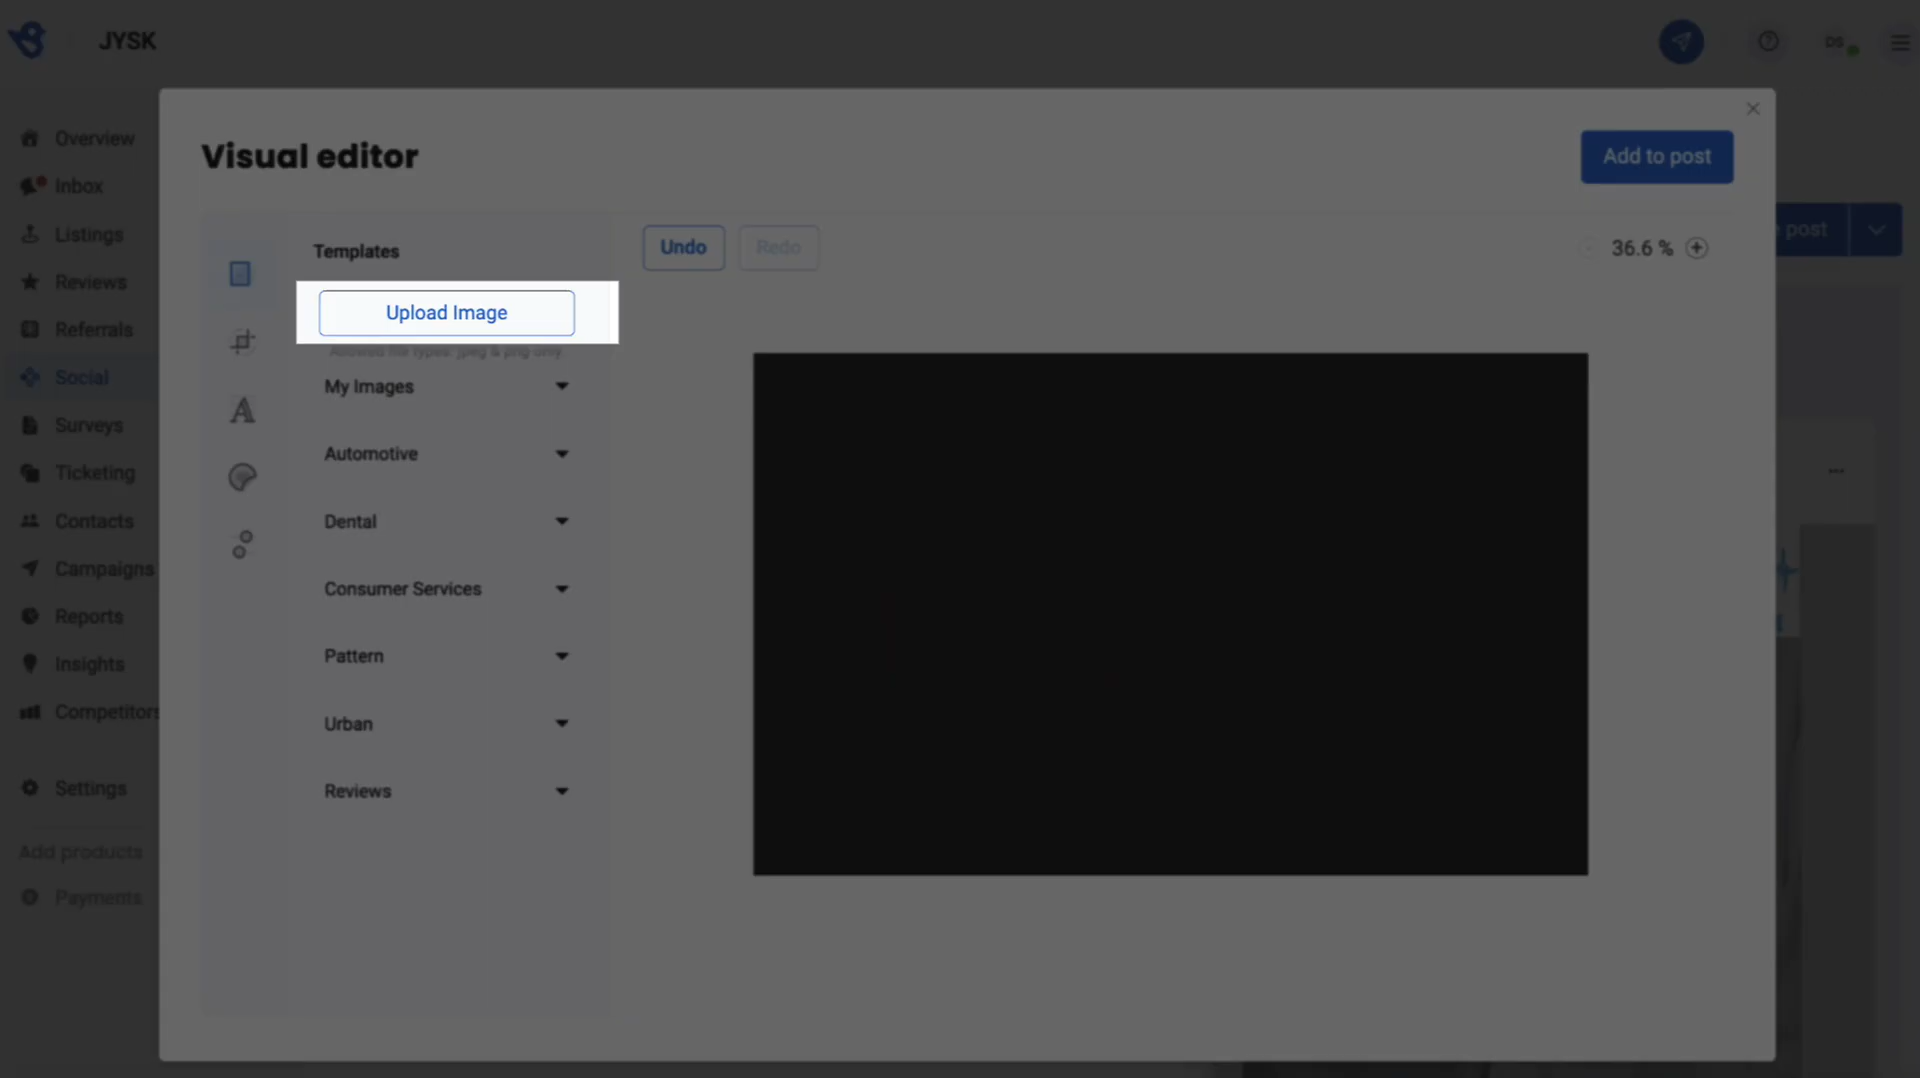 JYSK
DS
Overview
Inbox
Listings
Reviews
Referrals
Social
Surveys
Ticketing
Contacts
Campaigns
Reports
Insights
Competitors
Settings
Add products
Payments
Visual editor
Add to post
Templates
Upload Image
Allowed file types: jpeg & png only
My Images
Automotive
Dental
Consumer Services
Pattern
Urban
Reviews
Undo
Redo
36.6 %
post